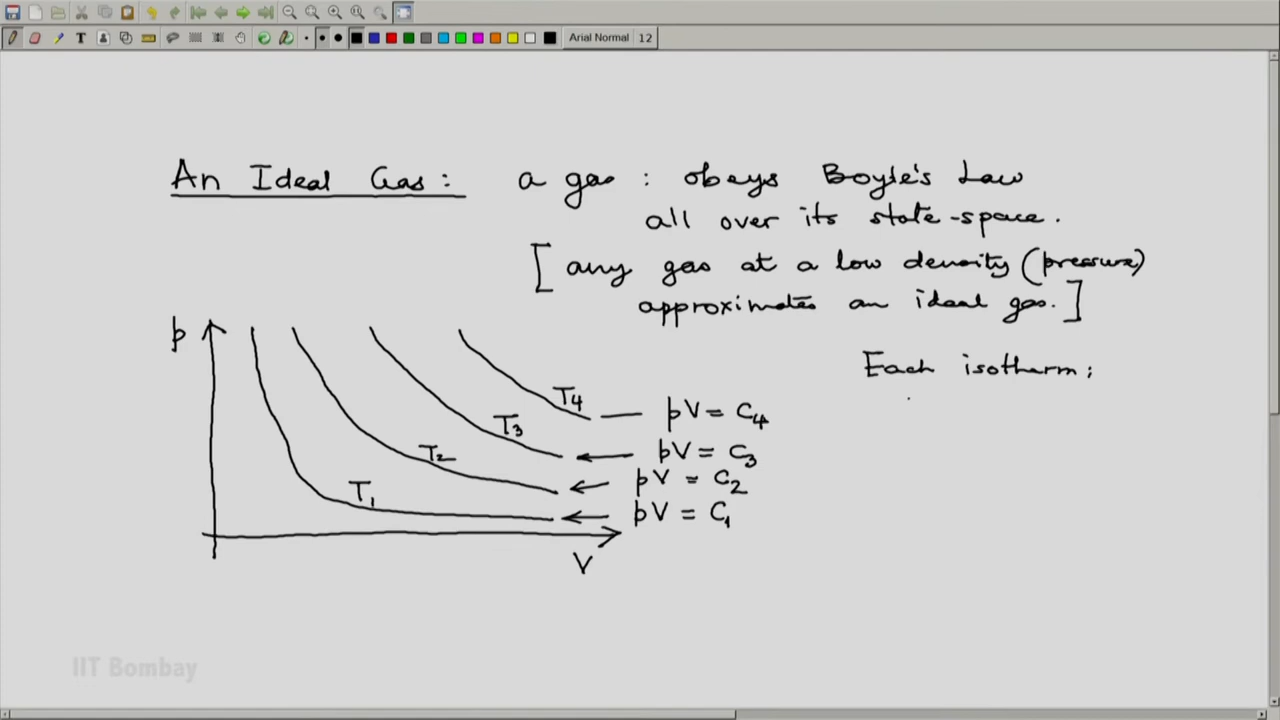 Arial Normal 12
An Ideal Gas: a gas : obeys Boyle's Law
all over its state-space.
[any gas at a low density (pressure)
approximates an ideal gas.]
Each isotherm:
p
T4
pV = C4
T3
pV = C3
T2
pV = C2
T1
pV = C1
V
IIT Bombay